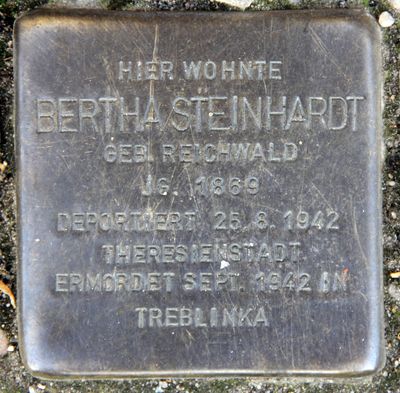 HIER WOHNTE
BERTHA STEINHARDT
GEB. REICHWALD
JG. 1869
DEPORTIERT 25.8.1942
THERESIENSTADT
ERMORDET SEPT. 1942 IN
TREBLINKA